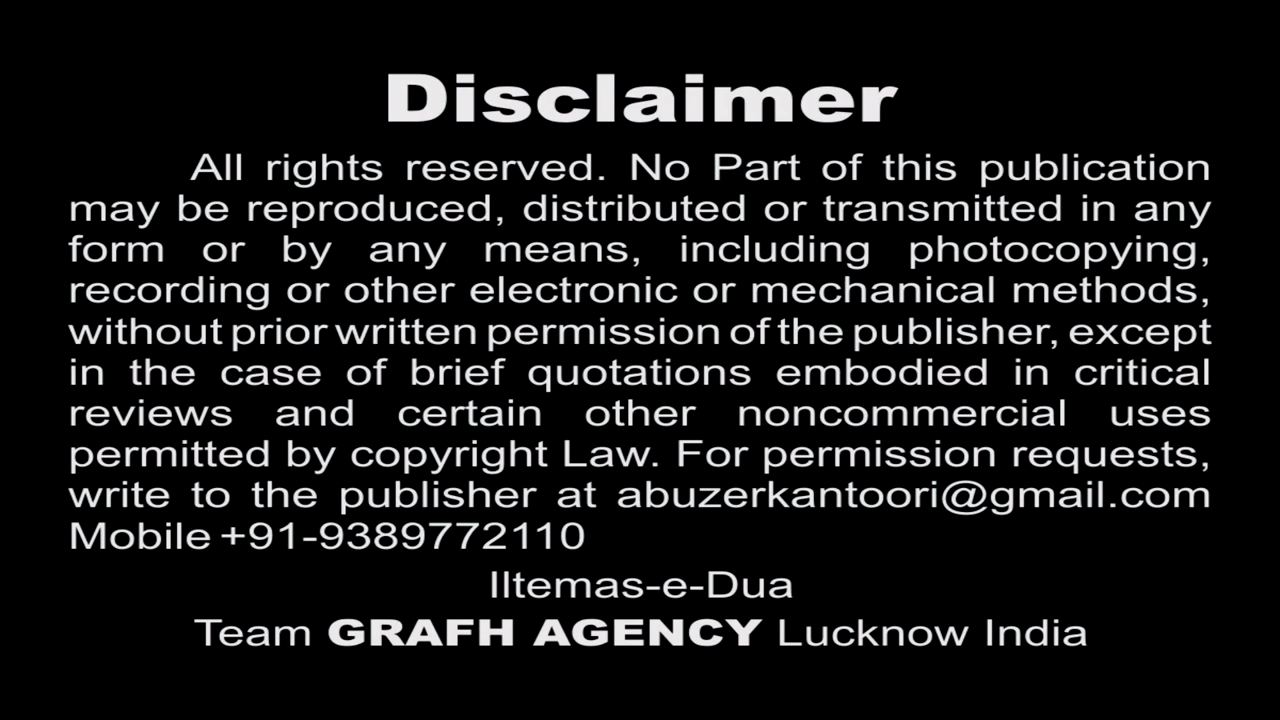 Disclaimer
All rights reserved. No Part of this publication
may be reproduced, distributed or transmitted in any
form or by any means, including photocopying,
recording or other electronic or mechanical methods,
without prior written permission of the publisher, except
in the case of brief quotations embodied in critical
reviews and certain other noncommercial uses
permitted by copyright Law. For permission requests,
write to the publisher at abuzerkantoori@gmail.com
Mobile +91-9389772110
Iltemas-e-Dua
Team GRAFH AGENCY Lucknow India